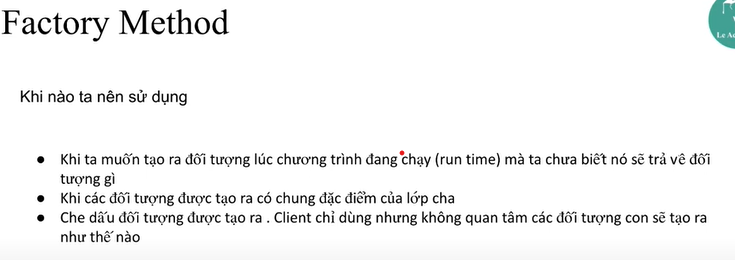 Factory Method
Khi nào ta nên sử dụng
● Khi ta muốn tạo ra đối tượng lúc chương trình đang chạy (run time) mà ta chưa biết nó sẽ trả về đối
tượng gì
● Khi các đối tượng được tạo ra có chung đặc điểm của lớp cha
● Che dấu đối tượng được tạo ra . Client chỉ dùng nhưng không quan tâm các đối tượng con sẽ tạo ra
như thế nào